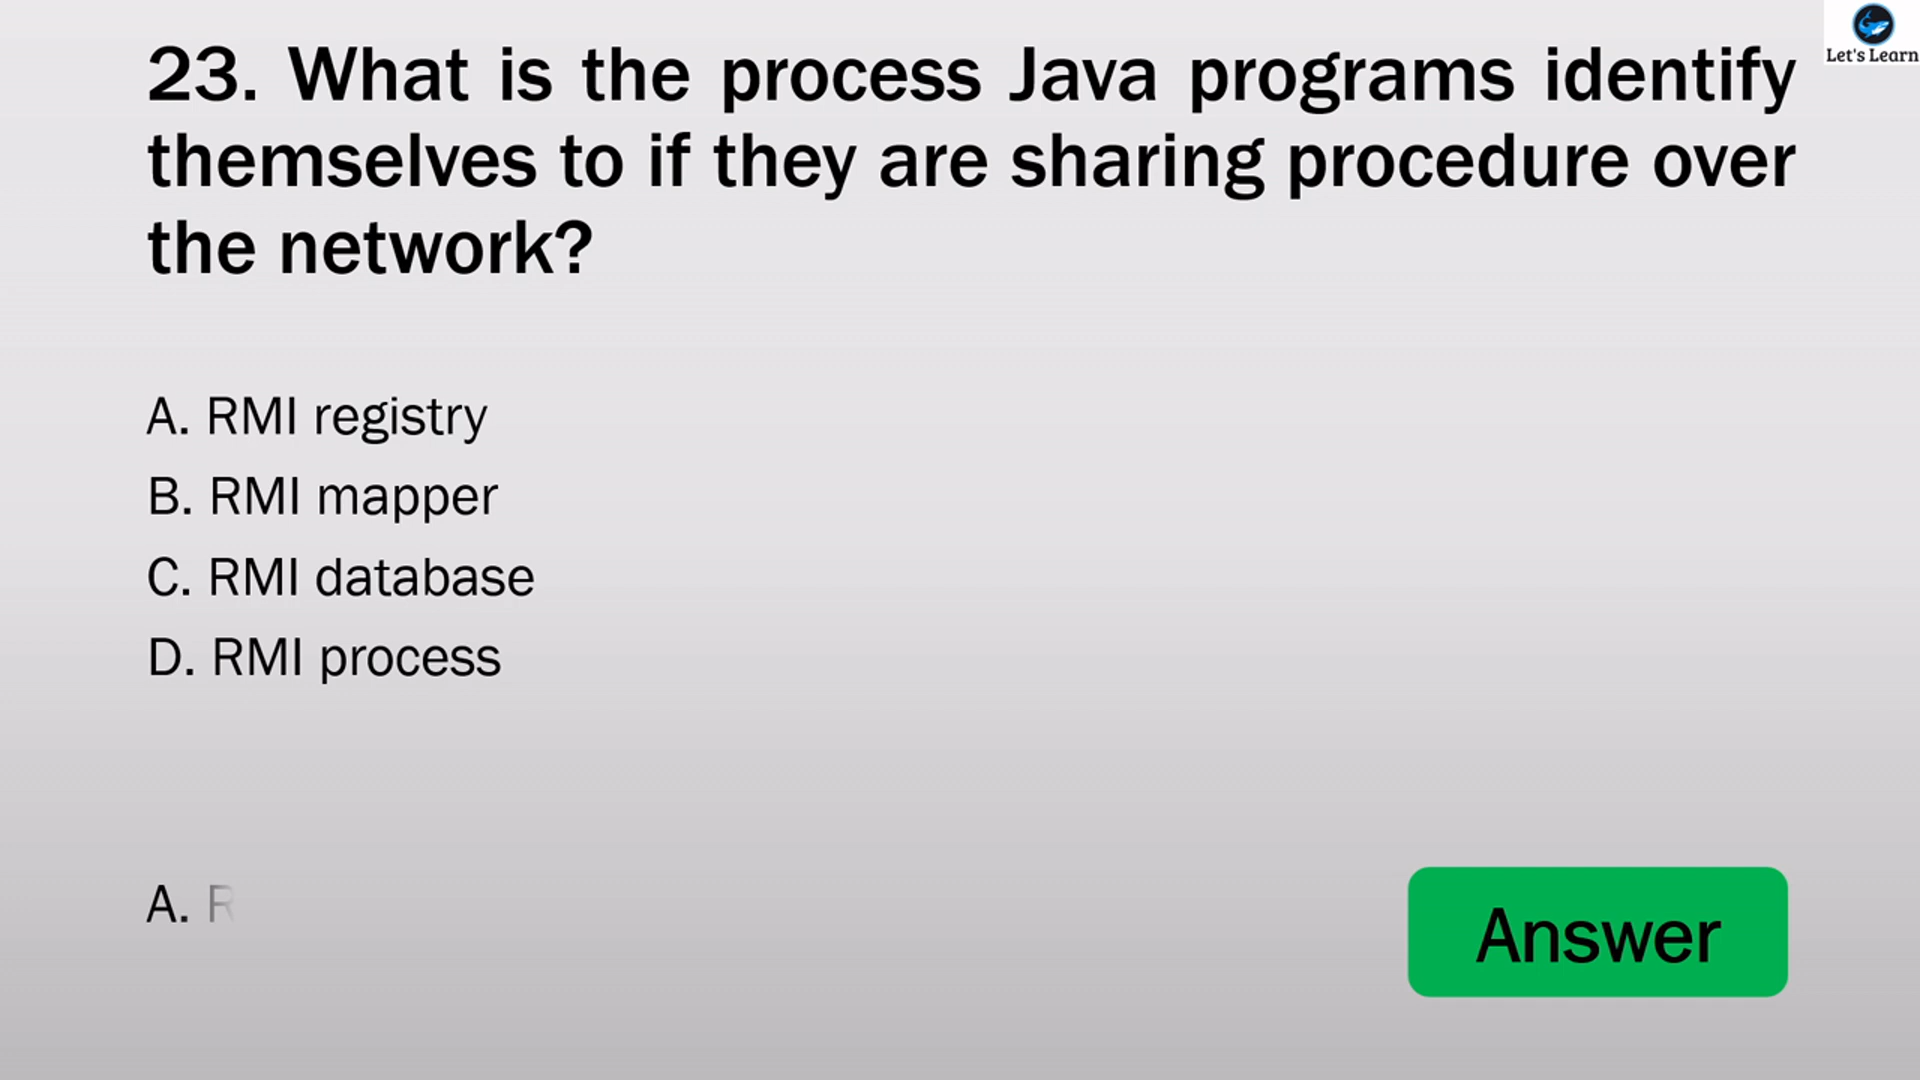 Let's Learn
23. What is the process Java programs identify
themselves to if they are sharing procedure over
the network?
A. RMI registry
B. RMI mapper
C. RMI database
D. RMI process
A. R
Answer